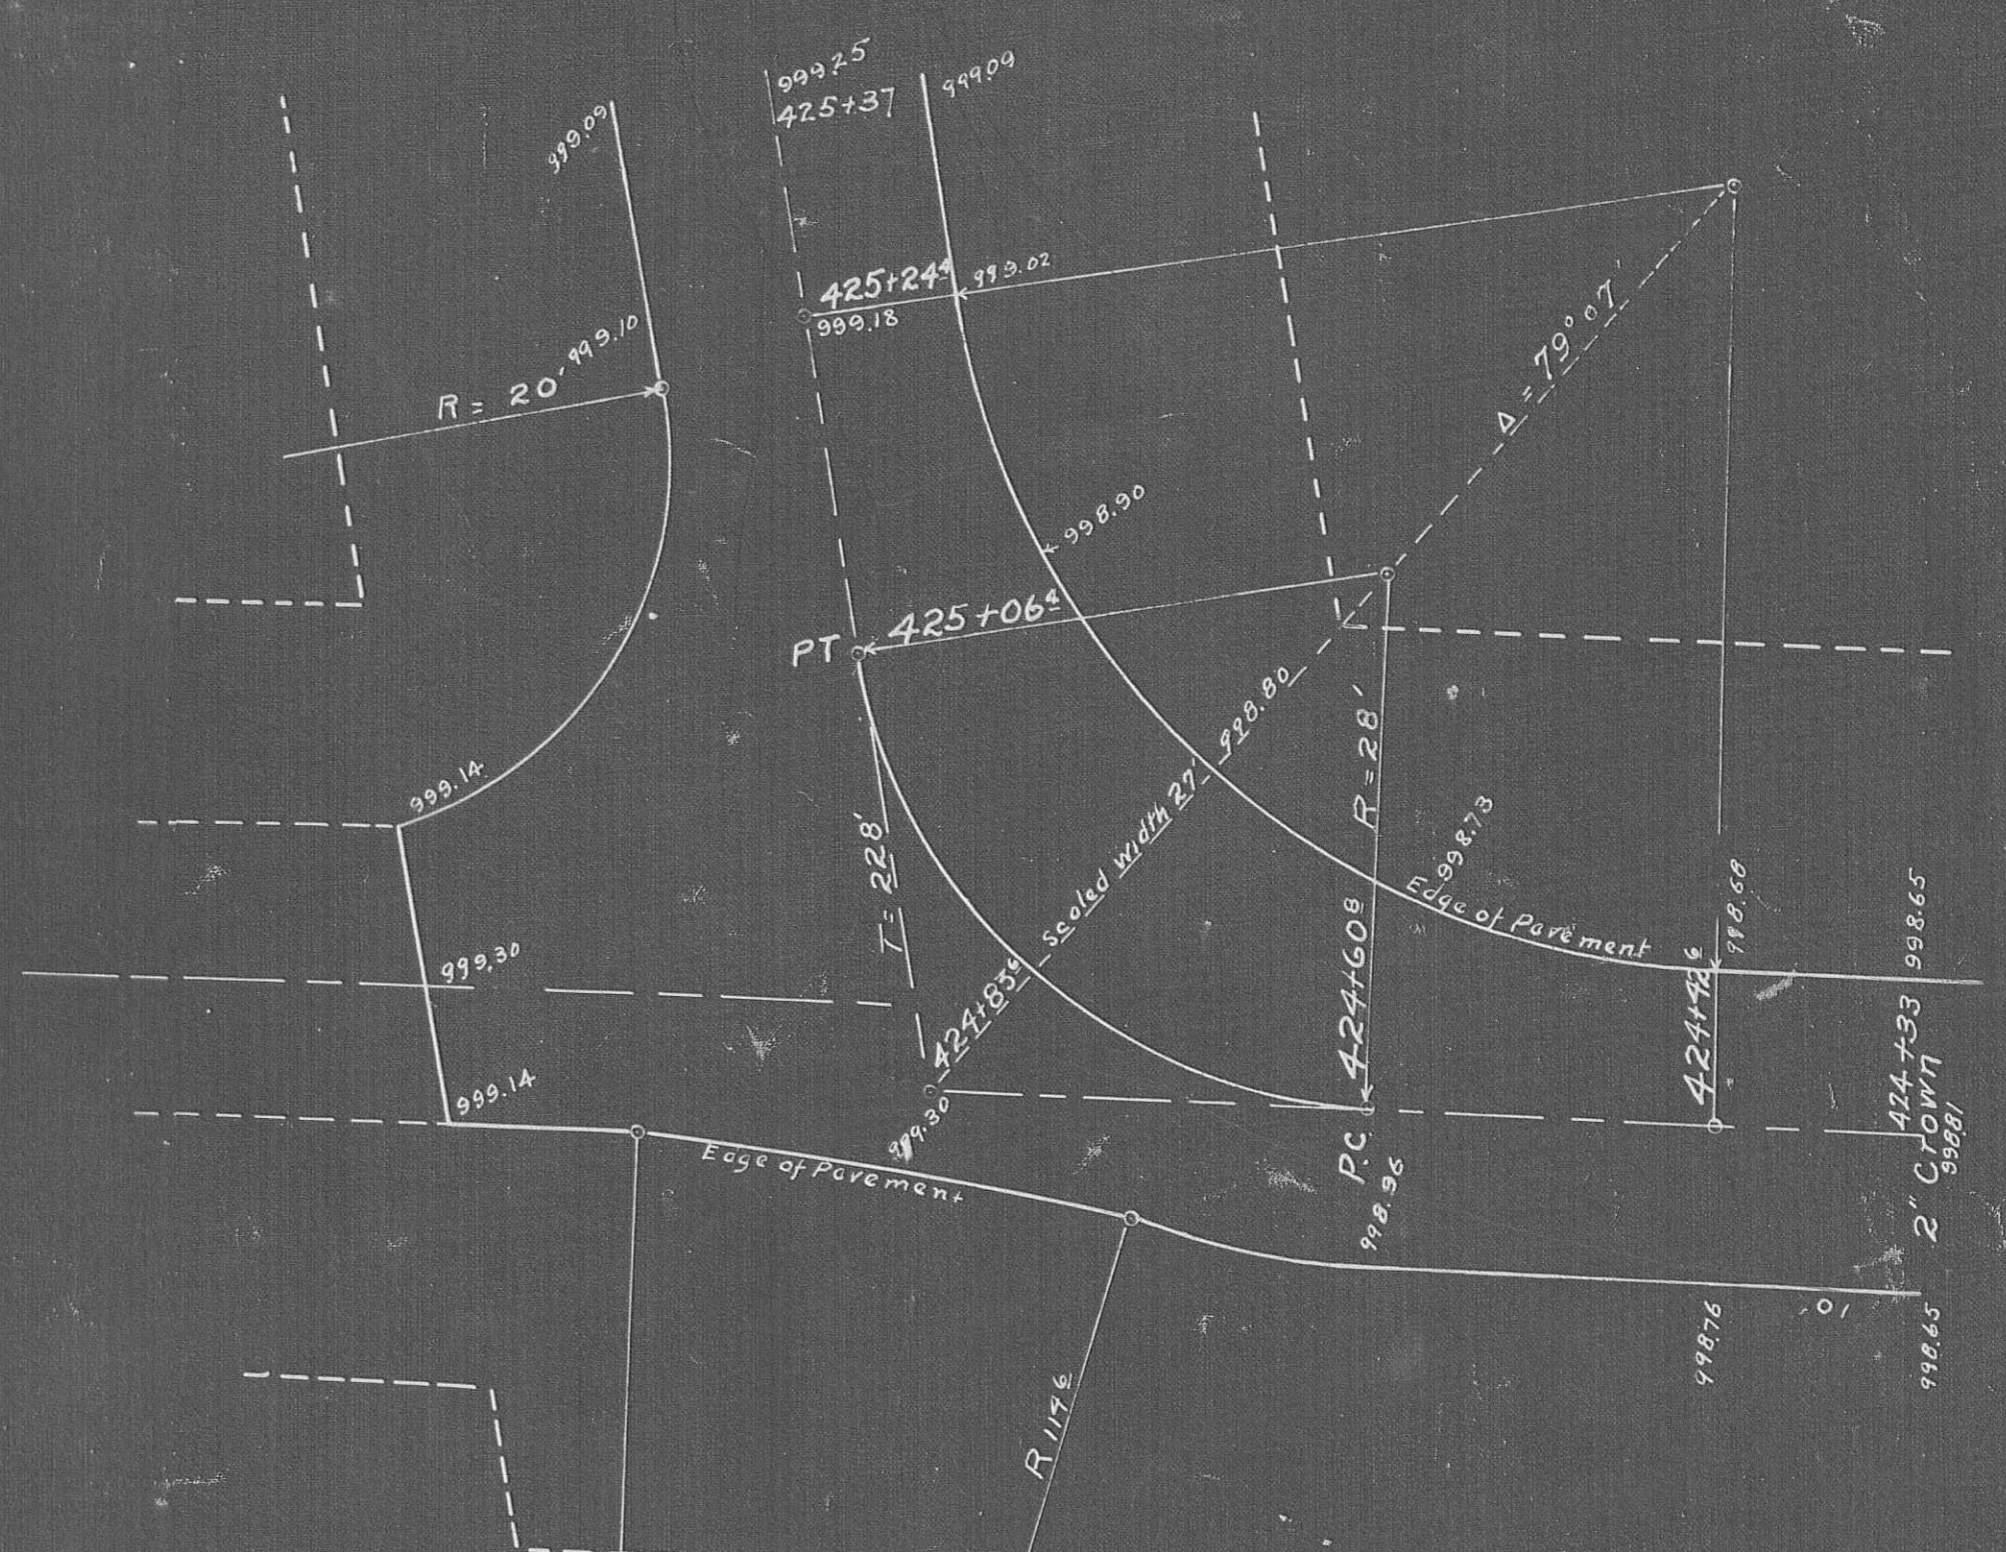 999.25
425+37
999.09
999.09
425+24⁴
999.18
999.02
999.10
R = 20'
Δ = 79° 07'
998.90
PT
425+06⁴
998.80
R = 28'
scaled width 27'
T = 22.8'
999.14
998.73
Edge of Pavement
998.68
998.65
999.30
424+83⁶
424+60⁸
424+42⁶
424+33
2" Crown
998.81
999.14
999.30
Edge of Pavement
P.C.
998.96
R 114⁶
998.76
10'
998.65